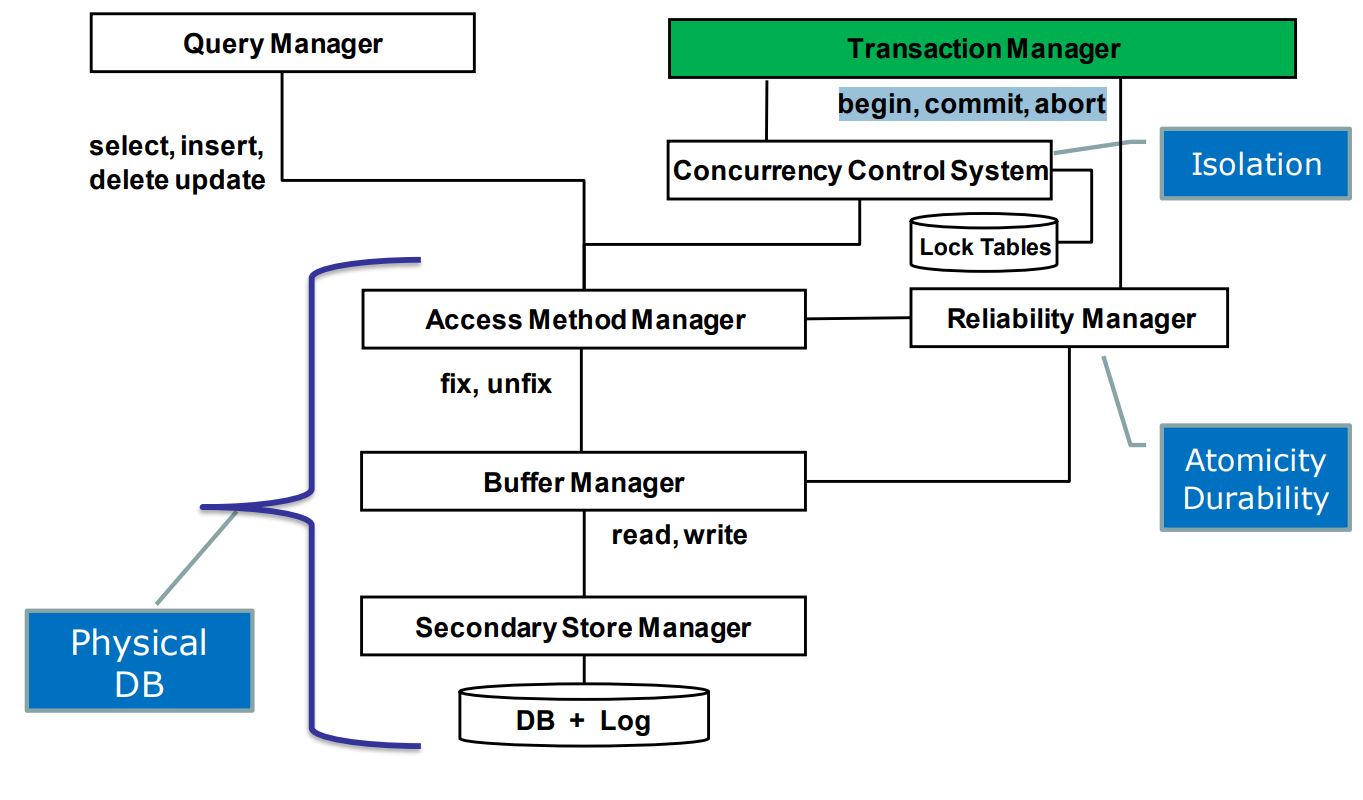 Query Manager
Transaction Manager
begin, commit, abort
select, insert,
delete update
Concurrency Control System
Isolation
Lock Tables
Access Method Manager
Reliability Manager
fix, unfix
Atomicity
Durability
Buffer Manager
read, write
Secondary Store Manager
Physical
DB
DB + Log